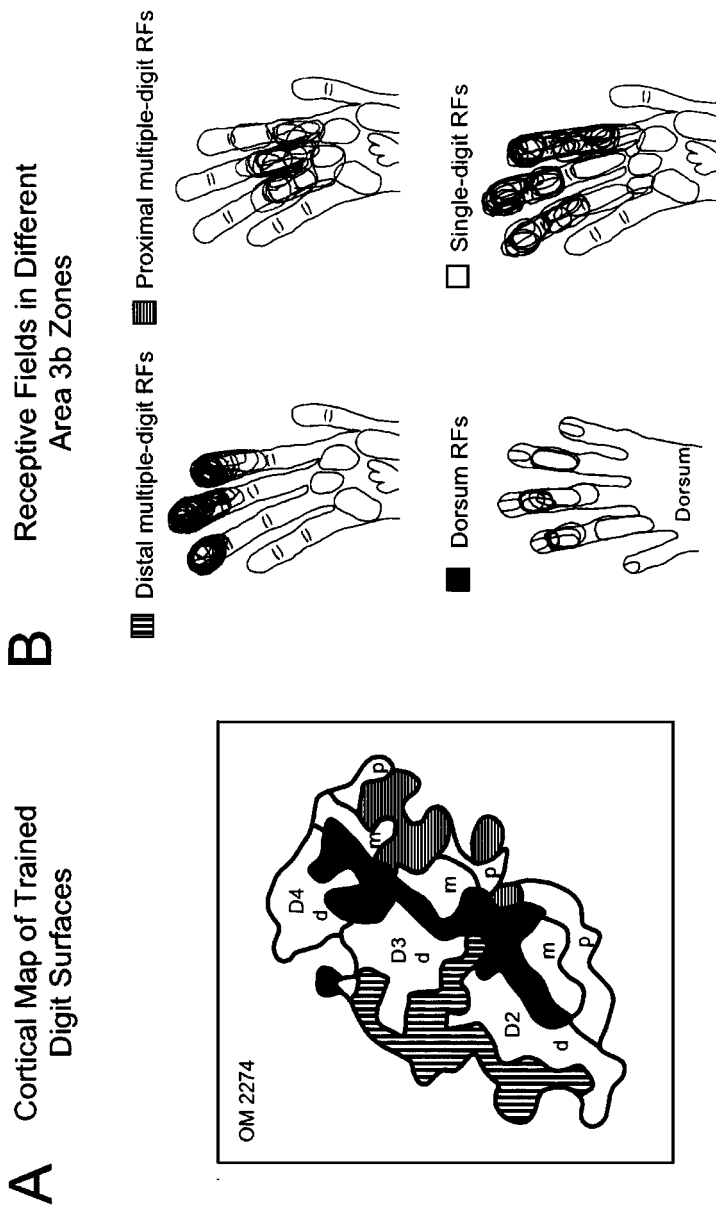 A
Cortical Map of Trained
Digit Surfaces
OM 2274
D4
d
D3
d
D2
d
m
p
m
p
m
p
B
Receptive Fields in Different
Area 3b Zones
Distal multiple-digit RFs
Proximal multiple-digit RFs
Dorsum RFs
Single-digit RFs
Dorsum